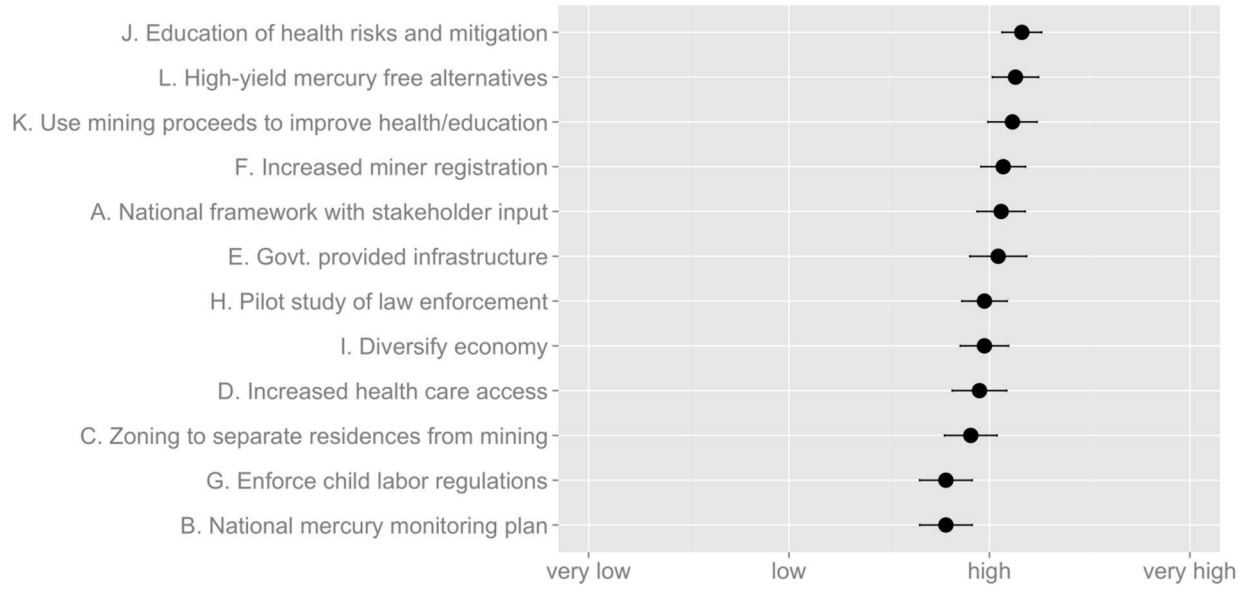 J. Education of health risks and mitigation
L. High-yield mercury free alternatives
K. Use mining proceeds to improve health/education
F. Increased miner registration
A. National framework with stakeholder input
E. Govt. provided infrastructure
H. Pilot study of law enforcement
I. Diversify economy
D. Increased health care access
C. Zoning to separate residences from mining
G. Enforce child labor regulations
B. National mercury monitoring plan
very low low high very high